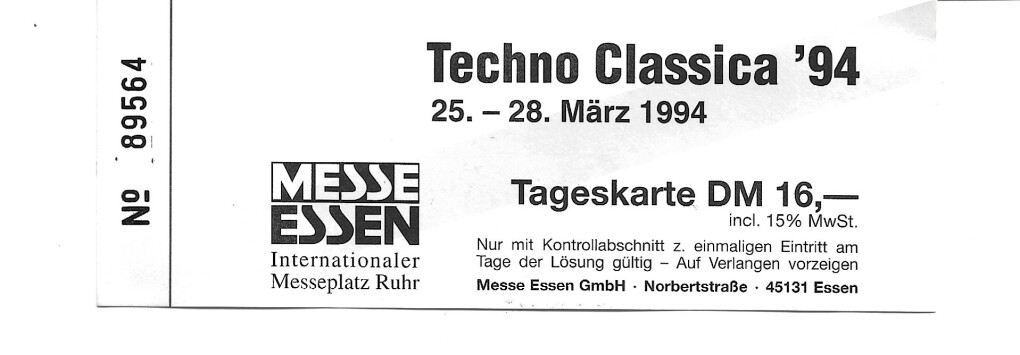 Nº 89564
Techno Classica ’94
25. – 28. März 1994
MESSE
ESSEN
Internationaler
Messeplatz Ruhr
Tageskarte DM 16,—
incl. 15% MwSt.
Nur mit Kontrollabschnitt z. einmaligen Eintritt am
Tage der Lösung gültig – Auf Verlangen vorzeigen
Messe Essen GmbH · Norbertstraße · 45131 Essen